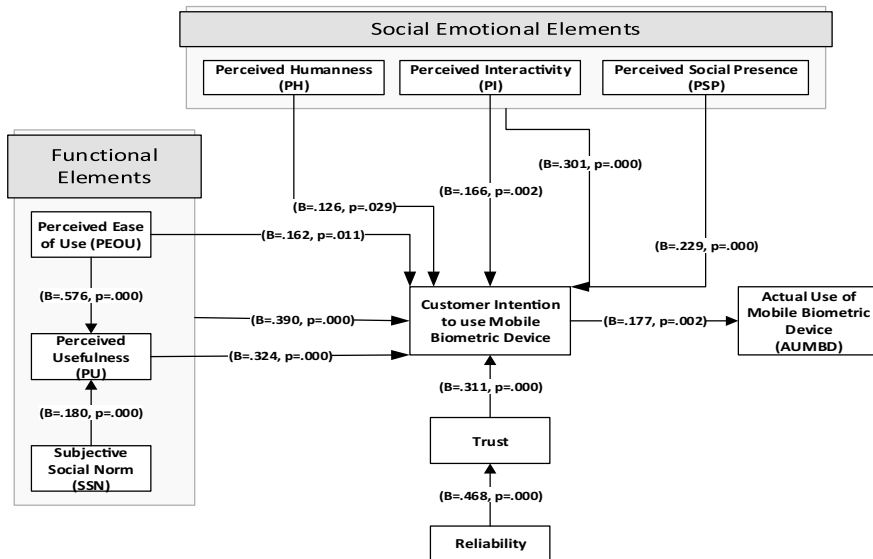 Social Emotional Elements
Perceived Humanness
(PH)
Perceived Interactivity
(PI)
Perceived Social Presence
(PSP)
Functional
Elements
(B=.301, p=.000)
(B=.166, p=.002)
(B=.126, p=.029)
Perceived Ease
of Use (PEOU)
(B=.162, p=.011)
(B=.229, p=.000)
(B=.576, p=.000)
Customer Intention
to use Mobile
Biometric Device
Actual Use of
Mobile Biometric
Device
(AUMBD)
(B=.390, p=.000)
(B=.177, p=.002)
Perceived
Usefulness
(PU)
(B=.324, p=.000)
(B=.311, p=.000)
(B=.180, p=.000)
Trust
Subjective
Social Norm
(SSN)
(B=.468, p=.000)
Reliability